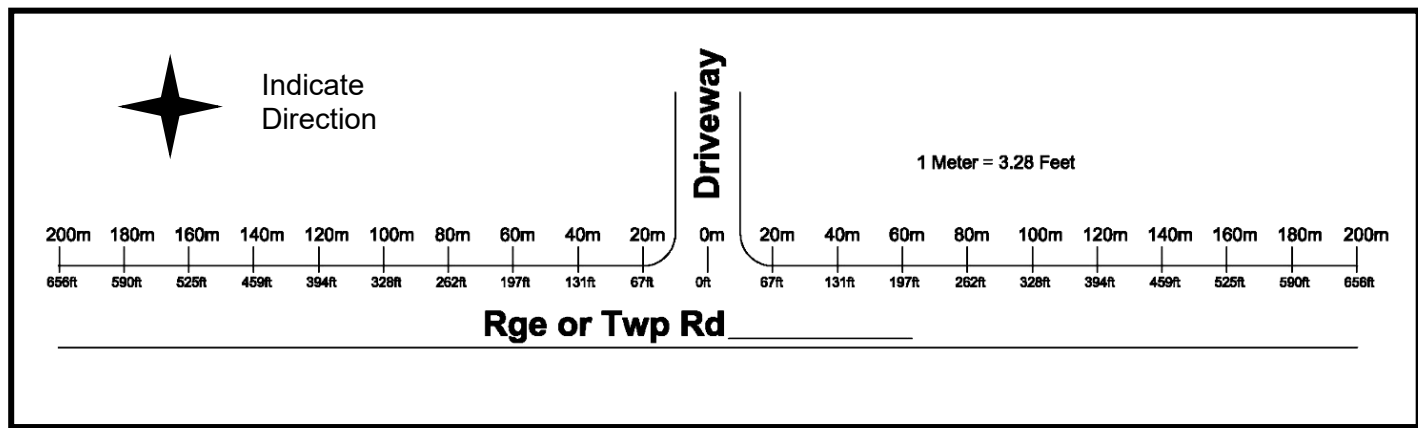 Indicate
Direction
Driveway
1 Meter = 3.28 Feet
200m 180m 160m 140m 120m 100m 80m 60m 40m 20m 0m 20m 40m 60m 80m 100m 120m 140m 160m 180m 200m
656ft 590ft 525ft 459ft 394ft 328ft 262ft 197ft 131ft 67ft 0ft 67ft 131ft 197ft 262ft 328ft 394ft 459ft 525ft 590ft 656ft
Rge or Twp Rd___________